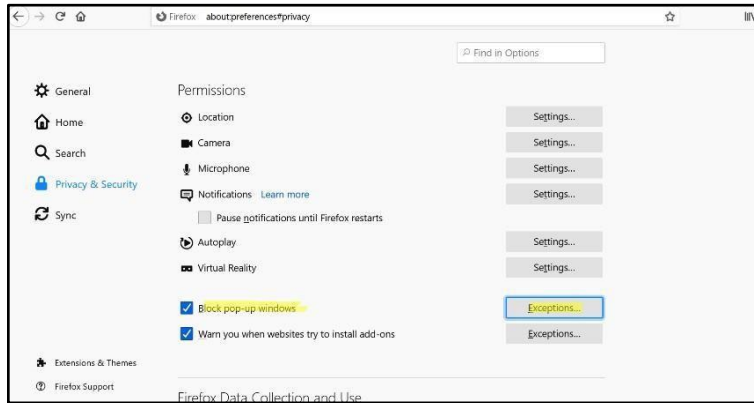 Firefox about:preferences#privacy
Find in Options
General
Home
Search
Privacy & Security
Sync
Extensions & Themes
Firefox Support
Permissions
Location Settings...
Camera Settings...
Microphone Settings...
Notifications Learn more Settings...
Pause notifications until Firefox restarts
Autoplay Settings...
Virtual Reality Settings...
Block pop-up windows Exceptions...
Warn you when websites try to install add-ons Exceptions...
Firefox Data Collection and Use